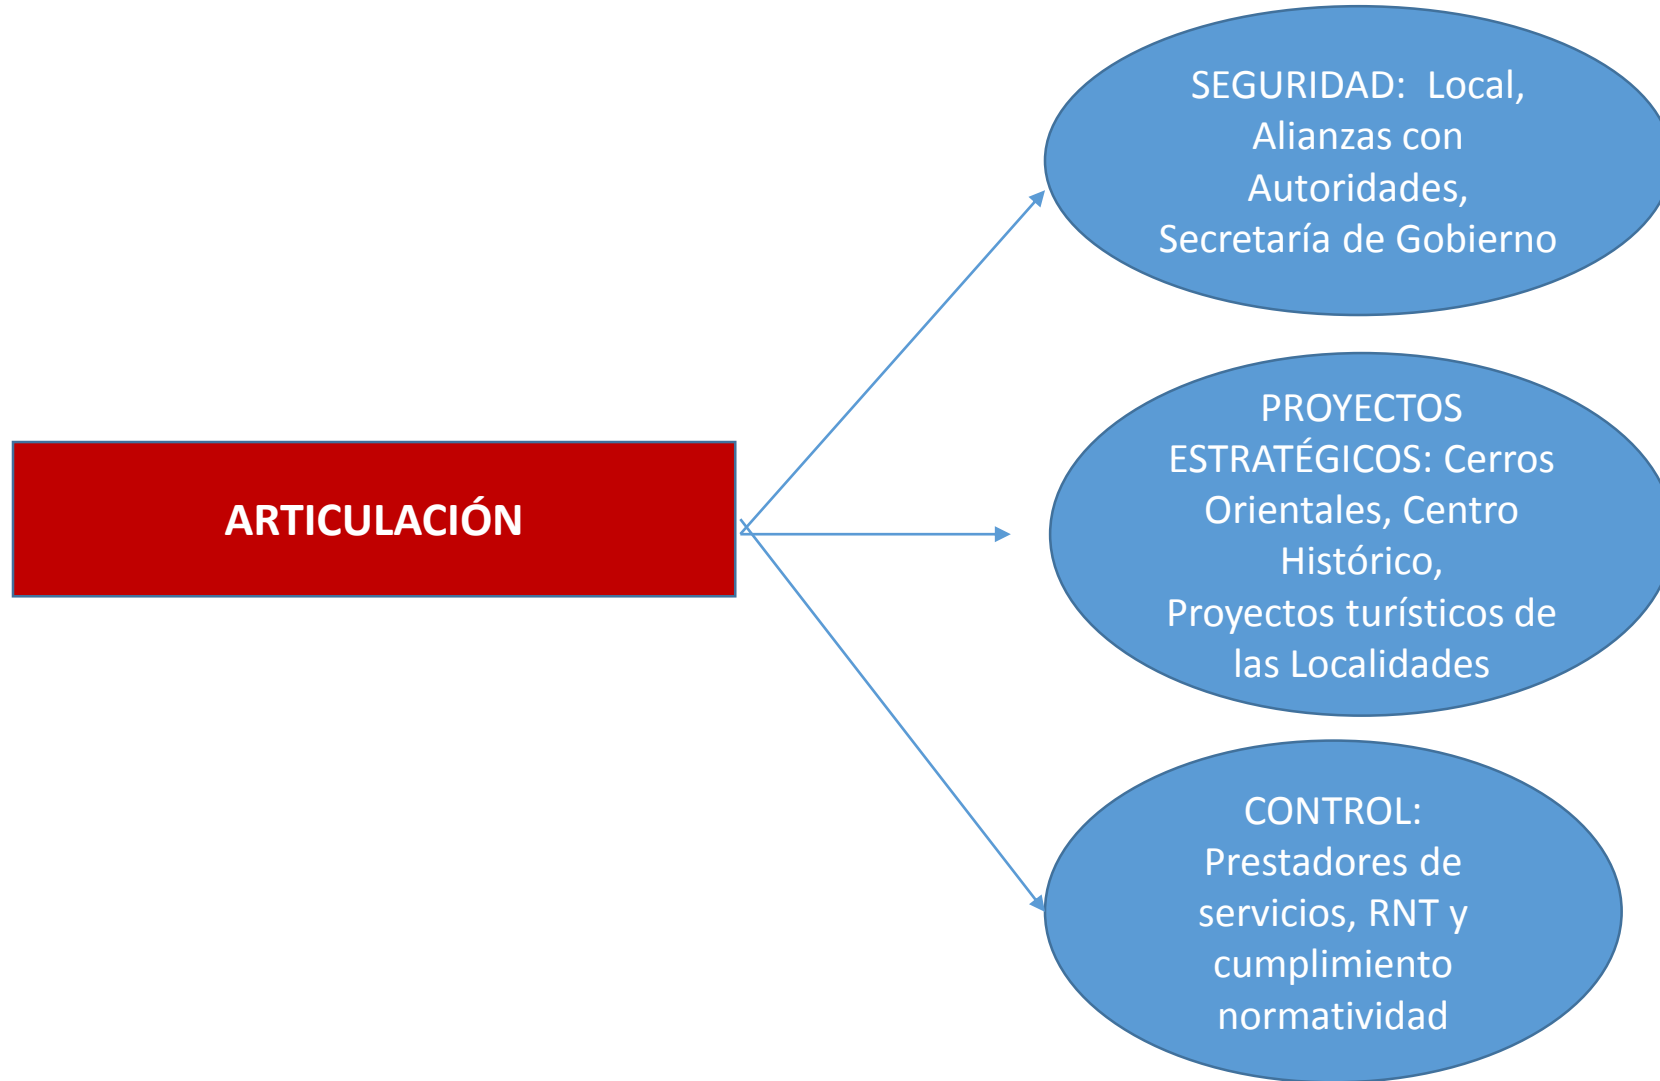 SEGURIDAD: Local,
Alianzas con
Autoridades,
Secretaría de Gobierno
ARTICULACIÓN
PROYECTOS
ESTRATÉGICOS: Cerros
Orientales, Centro
Histórico,
Proyectos turísticos de
las Localidades
CONTROL:
Prestadores de
servicios, RNT y
cumplimiento
normatividad